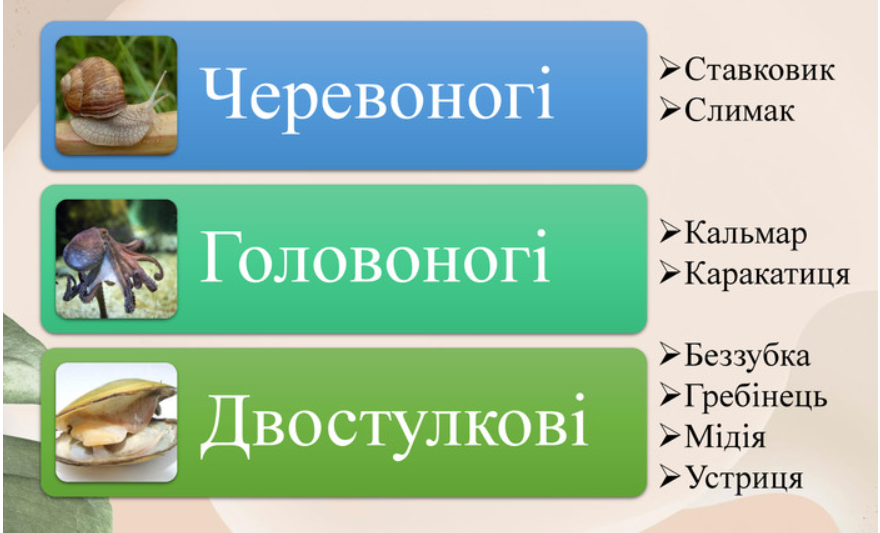 Черевоногі
➢Ставковик
➢Слимак
Головоногі
➢Кальмар
➢Каракатиця
Двостулкові
➢Беззубка
➢Гребінець
➢Мідія
➢Устриця